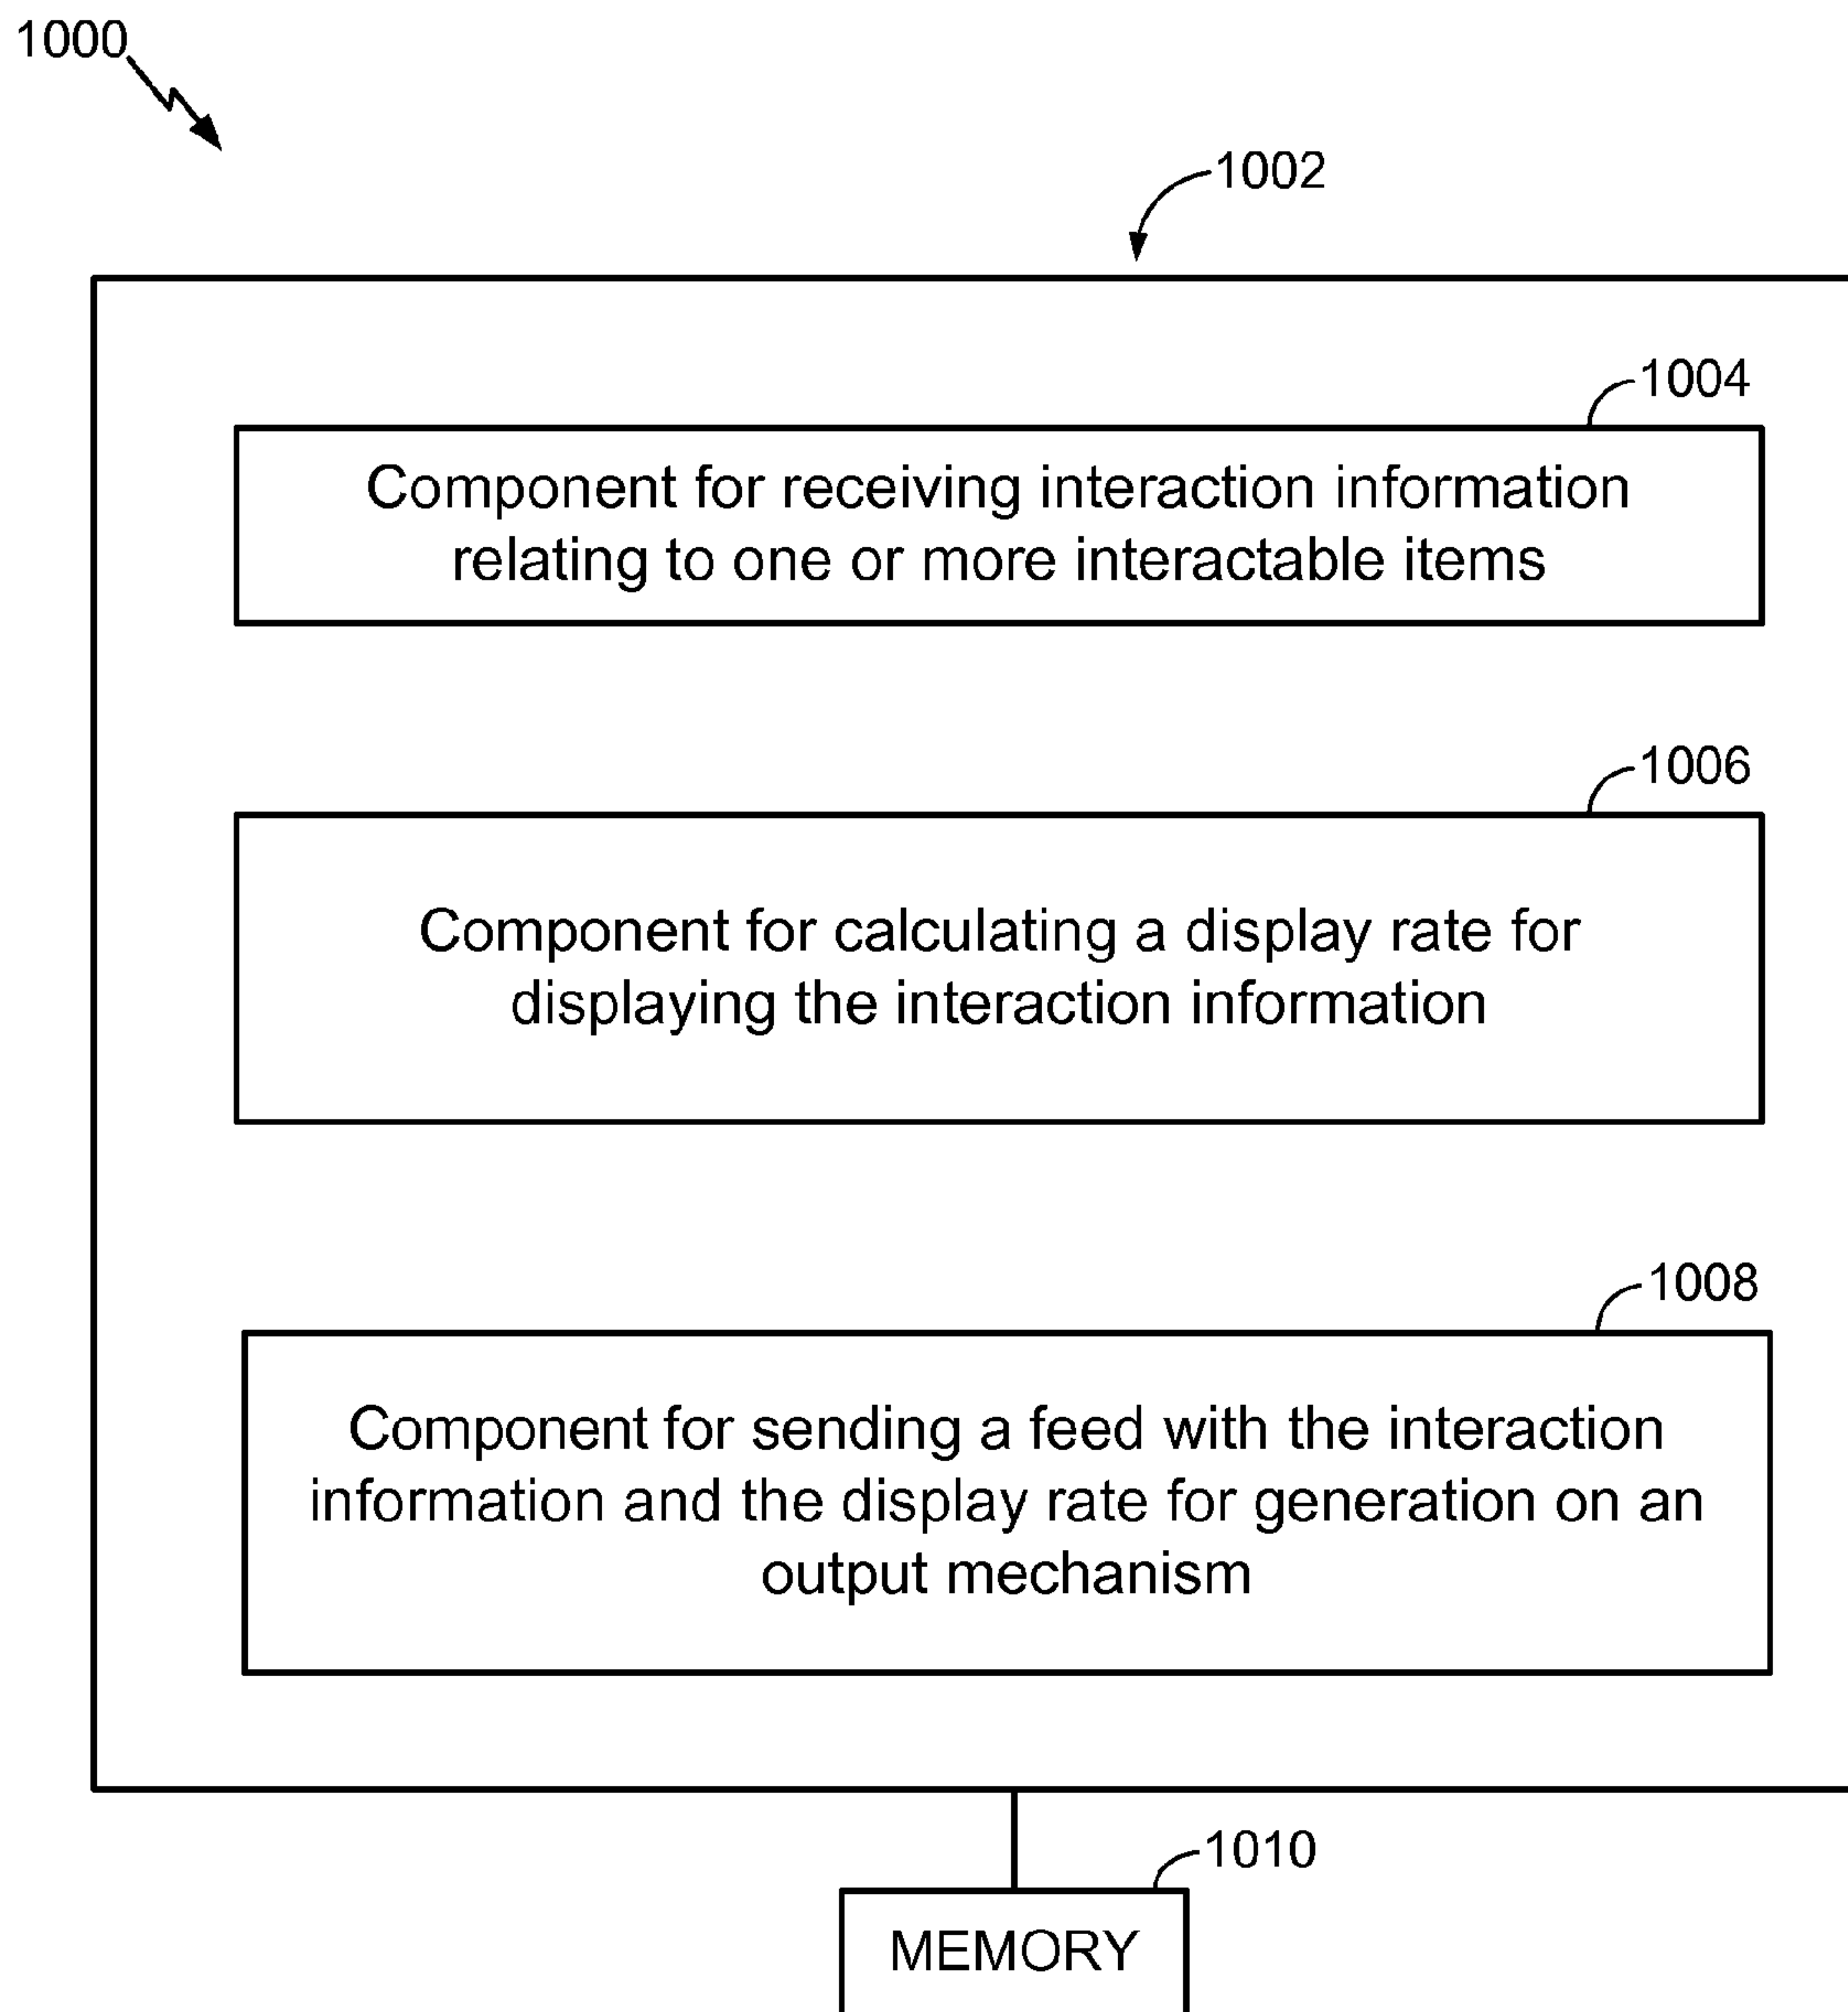 1000
1002
1004
Component for receiving interaction information
relating to one or more interactable items
1006
Component for calculating a display rate for
displaying the interaction information
1008
Component for sending a feed with the interaction
information and the display rate for generation on an
output mechanism
1010
MEMORY